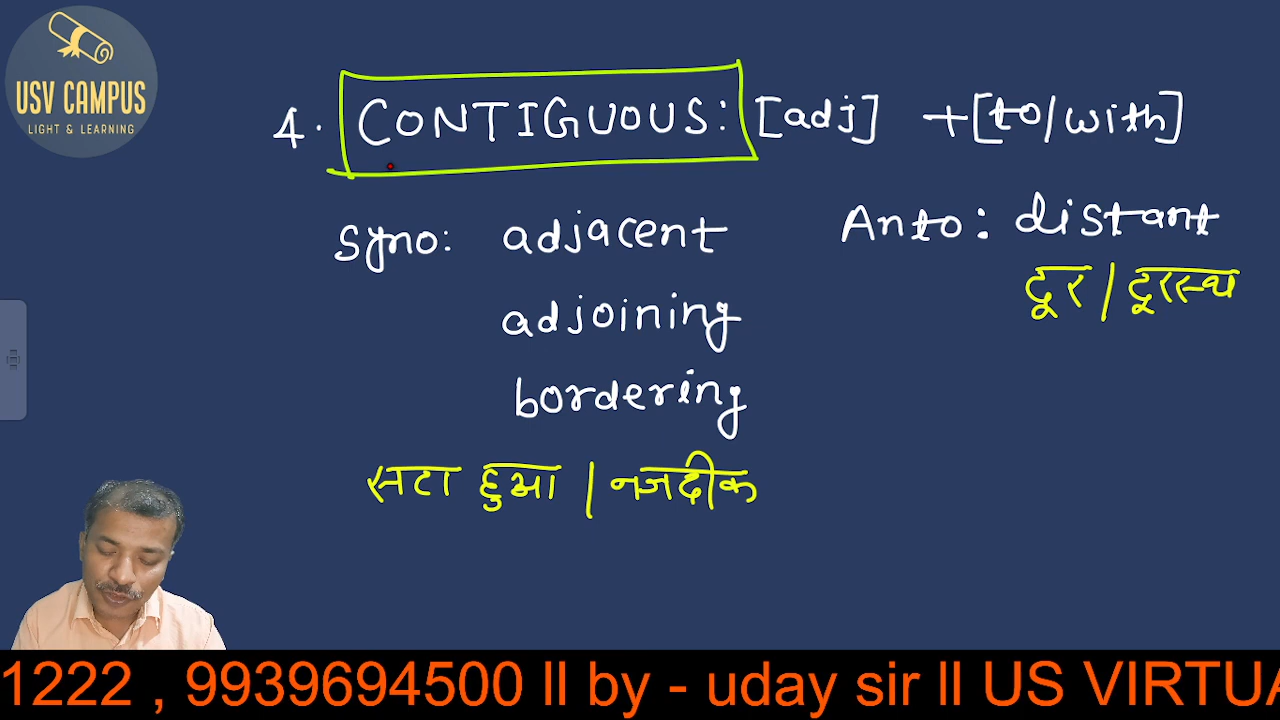 USV CAMPUS
LIGHT & LEARNING
4. CONTIGUOUS: [adj] + [to/with]
Syno: adjacent
Anto: distant
दूर / दूरस्थ
adjoining
bordering
सटा हुआ / नजदीक
1222 , 9939694500 ll by - uday sir ll US VIRTUA